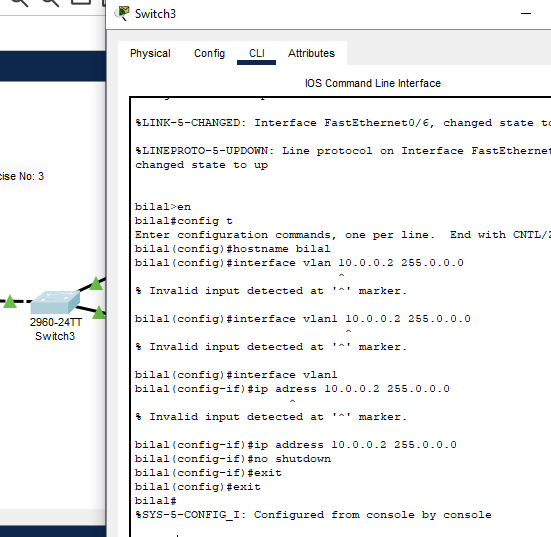 Switch3
Physical Config CLI Attributes
IOS Command Line Interface
%LINK-5-CHANGED: Interface FastEthernet0/6, changed state to
%LINEPROTO-5-UPDOWN: Line protocol on Interface FastEthernet
changed state to up
cise No: 3
bilal>en
bilal#config t
Enter configuration commands, one per line.  End with CNTL/
bilal(config)#hostname bilal
bilal(config)#interface vlan 10.0.0.2 255.0.0.0
^
% Invalid input detected at '^' marker.
bilal(config)#interface vlan1 10.0.0.2 255.0.0.0
^
% Invalid input detected at '^' marker.
2960-24TT
Switch3
bilal(config)#interface vlan1
bilal(config-if)#ip adress 10.0.0.2 255.0.0.0
^
% Invalid input detected at '^' marker.
bilal(config-if)#ip address 10.0.0.2 255.0.0.0
bilal(config-if)#no shutdown
bilal(config-if)#exit
bilal(config)#exit
bilal#
%SYS-5-CONFIG_I: Configured from console by console